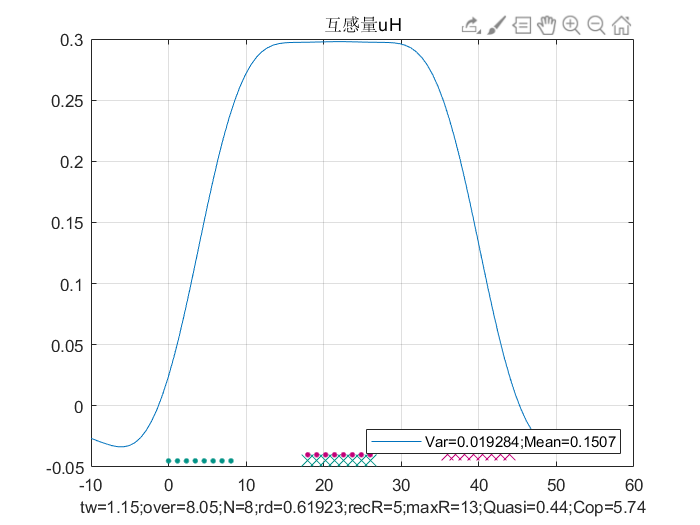 互感量uH
0.3
0.25
0.2
0.15
0.1
0.05
0
-0.05
-10 0 10 20 30 40 50 60
Var=0.019284;Mean=0.1507
tw=1.15;over=8.05;N=8;rd=0.61923;recR=5;maxR=13;Quasi=0.44;Cop=5.74